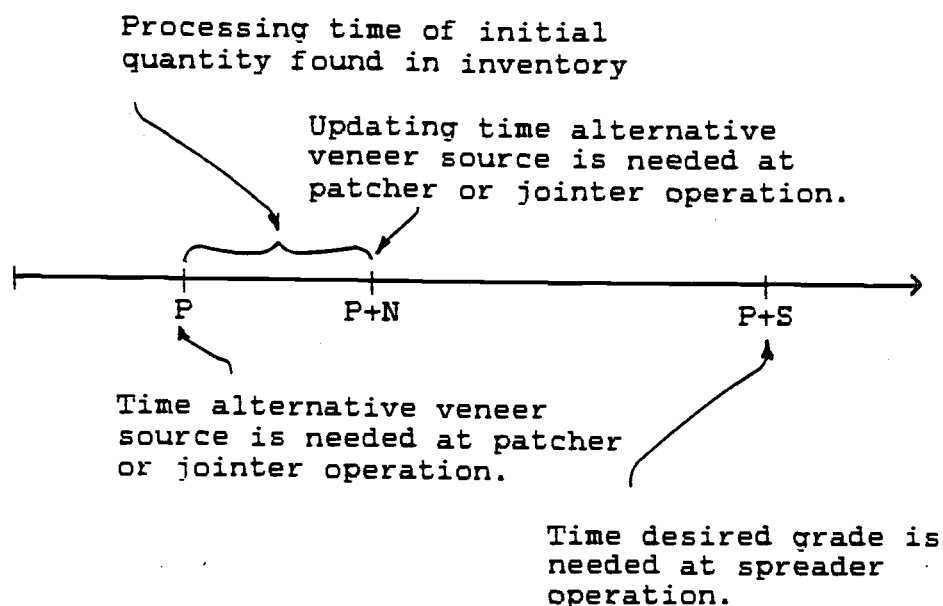 Processing time of initial
quantity found in inventory
Updating time alternative
veneer source is needed at
patcher or jointer operation.
P
P+N
P+S
Time alternative veneer
source is needed at patcher
or jointer operation.
Time desired grade is
needed at spreader
operation.